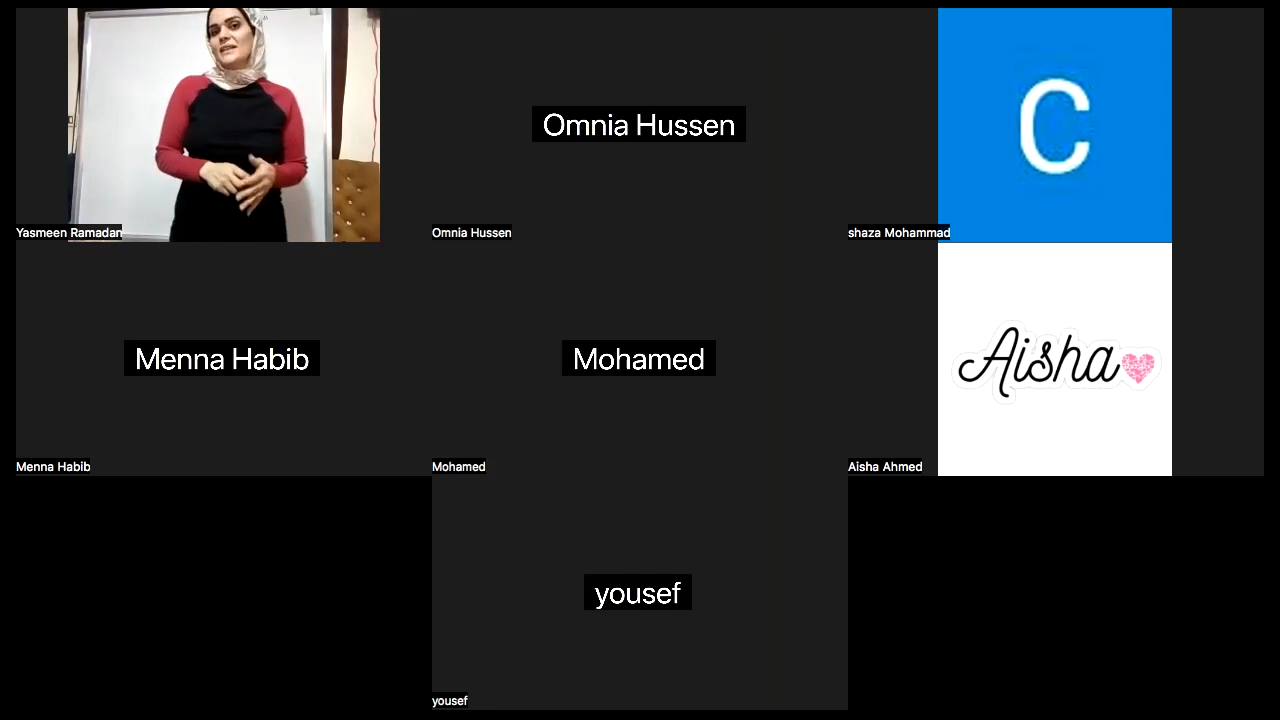 Yasmeen Ramadan
Omnia Hussen
Omnia Hussen
C
shaza Mohammad
Menna Habib
Menna Habib
Mohamed
Mohamed
Aisha
Aisha Ahmed
yousef
yousef